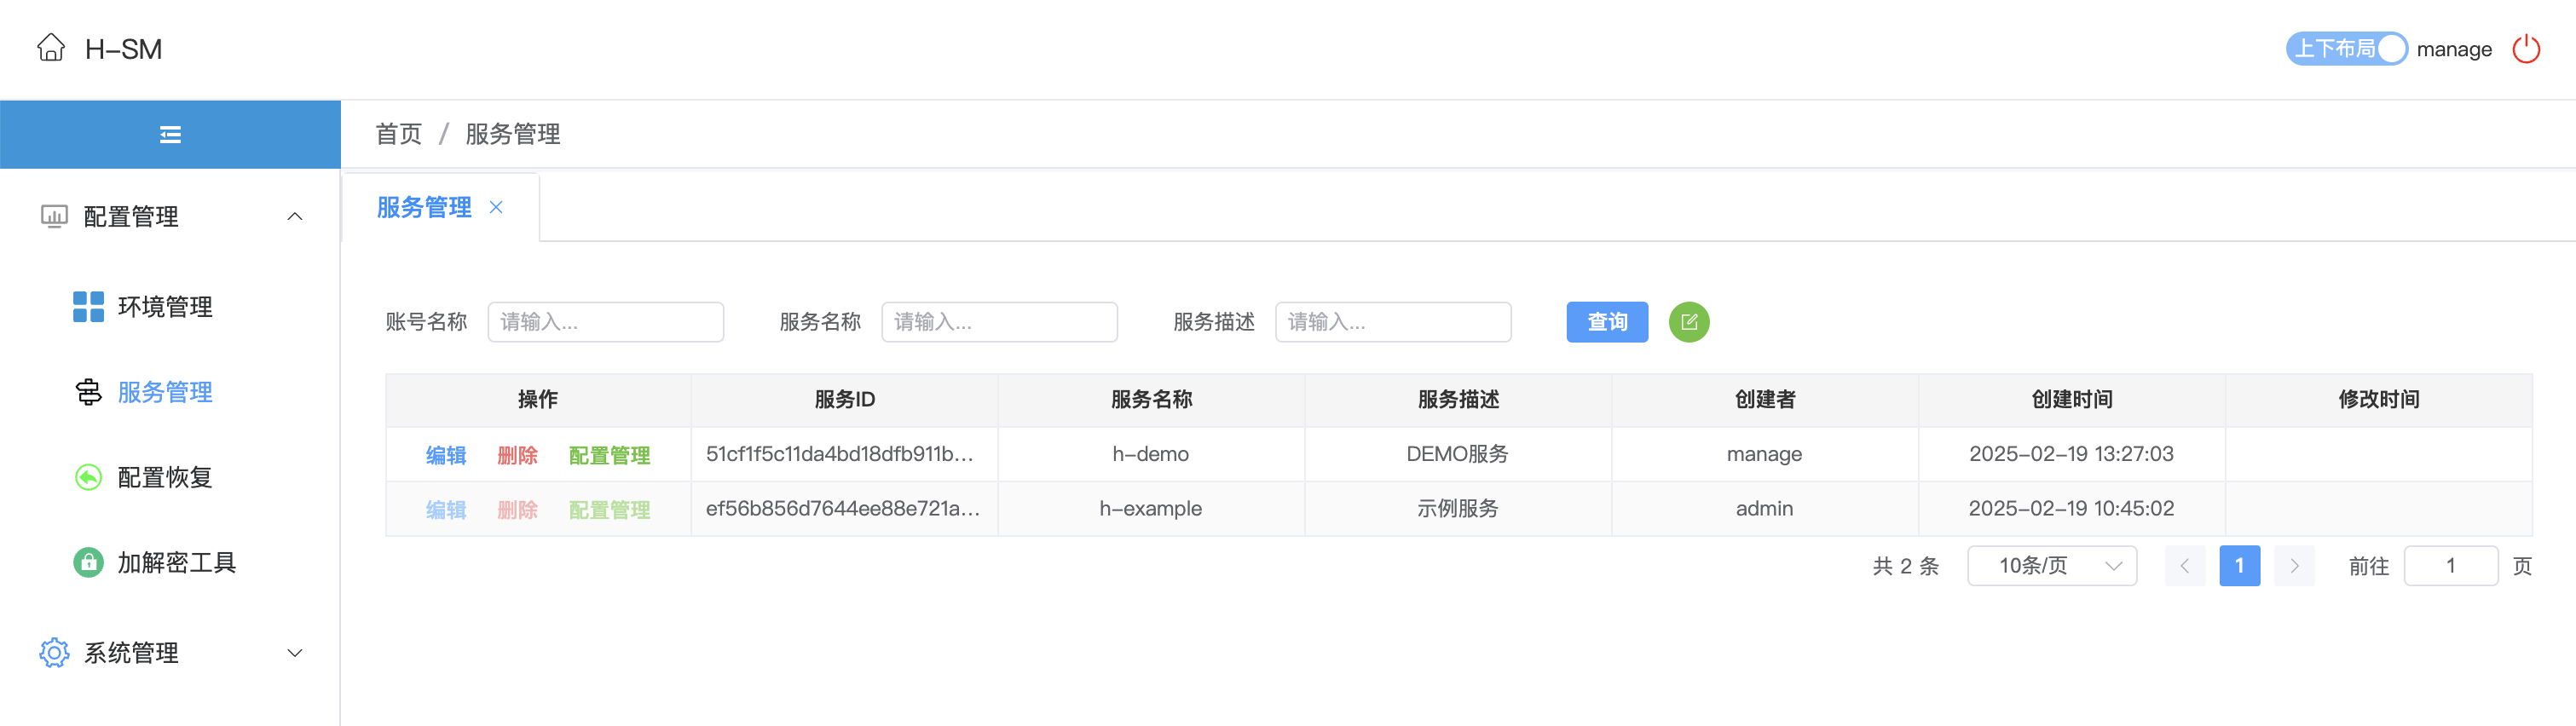 H-SM
上下布局 manage
首页 / 服务管理
配置管理
服务管理
环境管理
账号名称 请输入... 服务名称 请输入... 服务描述 请输入... 查询
服务管理
操作 服务ID 服务名称 服务描述 创建者 创建时间 修改时间
编辑 删除 配置管理 51cf1f5c11da4bd18dfb911b... h-demo DEMO服务 manage 2025-02-19 13:27:03
配置恢复
编辑 删除 配置管理 ef56b856d7644ee88e721a... h-example 示例服务 admin 2025-02-19 10:45:02
加解密工具
共 2 条 10条/页 1 前往 1 页
系统管理